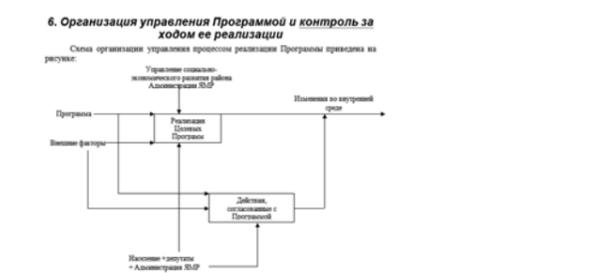 6. Организация управления Программой и контроль за
ходом ее реализации
Схема организации управления процессом реализации Программы приведена на
рисунке:
Управление социально-
экономического развития района
Администрации ЯМР
Изменения во внутренней
среде
Программа
Реализация
Целевых
Программ
Внешние факторы
Действия,
согласованные с
Программой
Население +депутаты
+ Администрация ЯМР